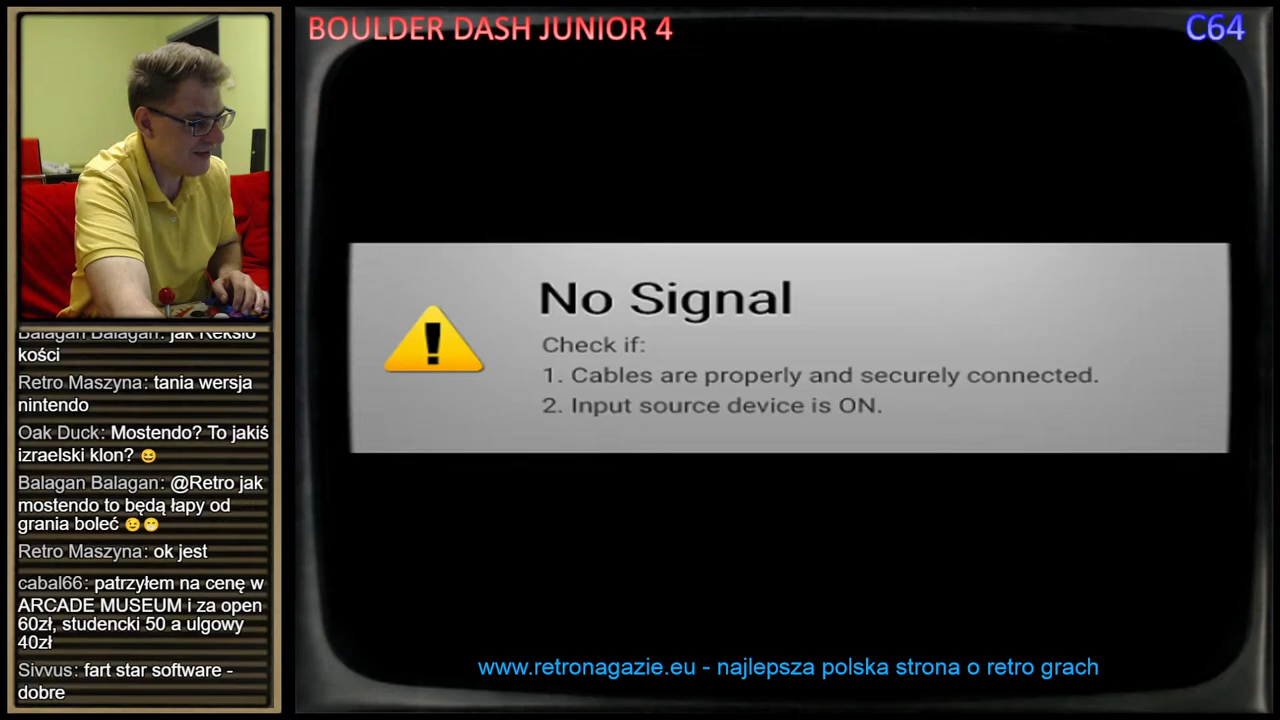 BOULDER DASH JUNIOR 4
C64
Balagan Balagan: jak Reksio
kości
Retro Maszyna: tania wersja
nintendo
Oak Duck: Mostendo? To jakiś
izraelski klon? 😆
Balagan Balagan: @Retro jak
mostendo to będą łapy od
grania boleć 😉😁
Retro Maszyna: ok jest
cabal66: patrzyłem na cenę w
ARCADE MUSEUM i za open
60zł, studencki 50 a ulgowy
40zł
Sivvus: fart star software -
dobre
No Signal
Check if:
1. Cables are properly and securely connected.
2. Input source device is ON.
www.retronagazie.eu - najlepsza polska strona o retro grach